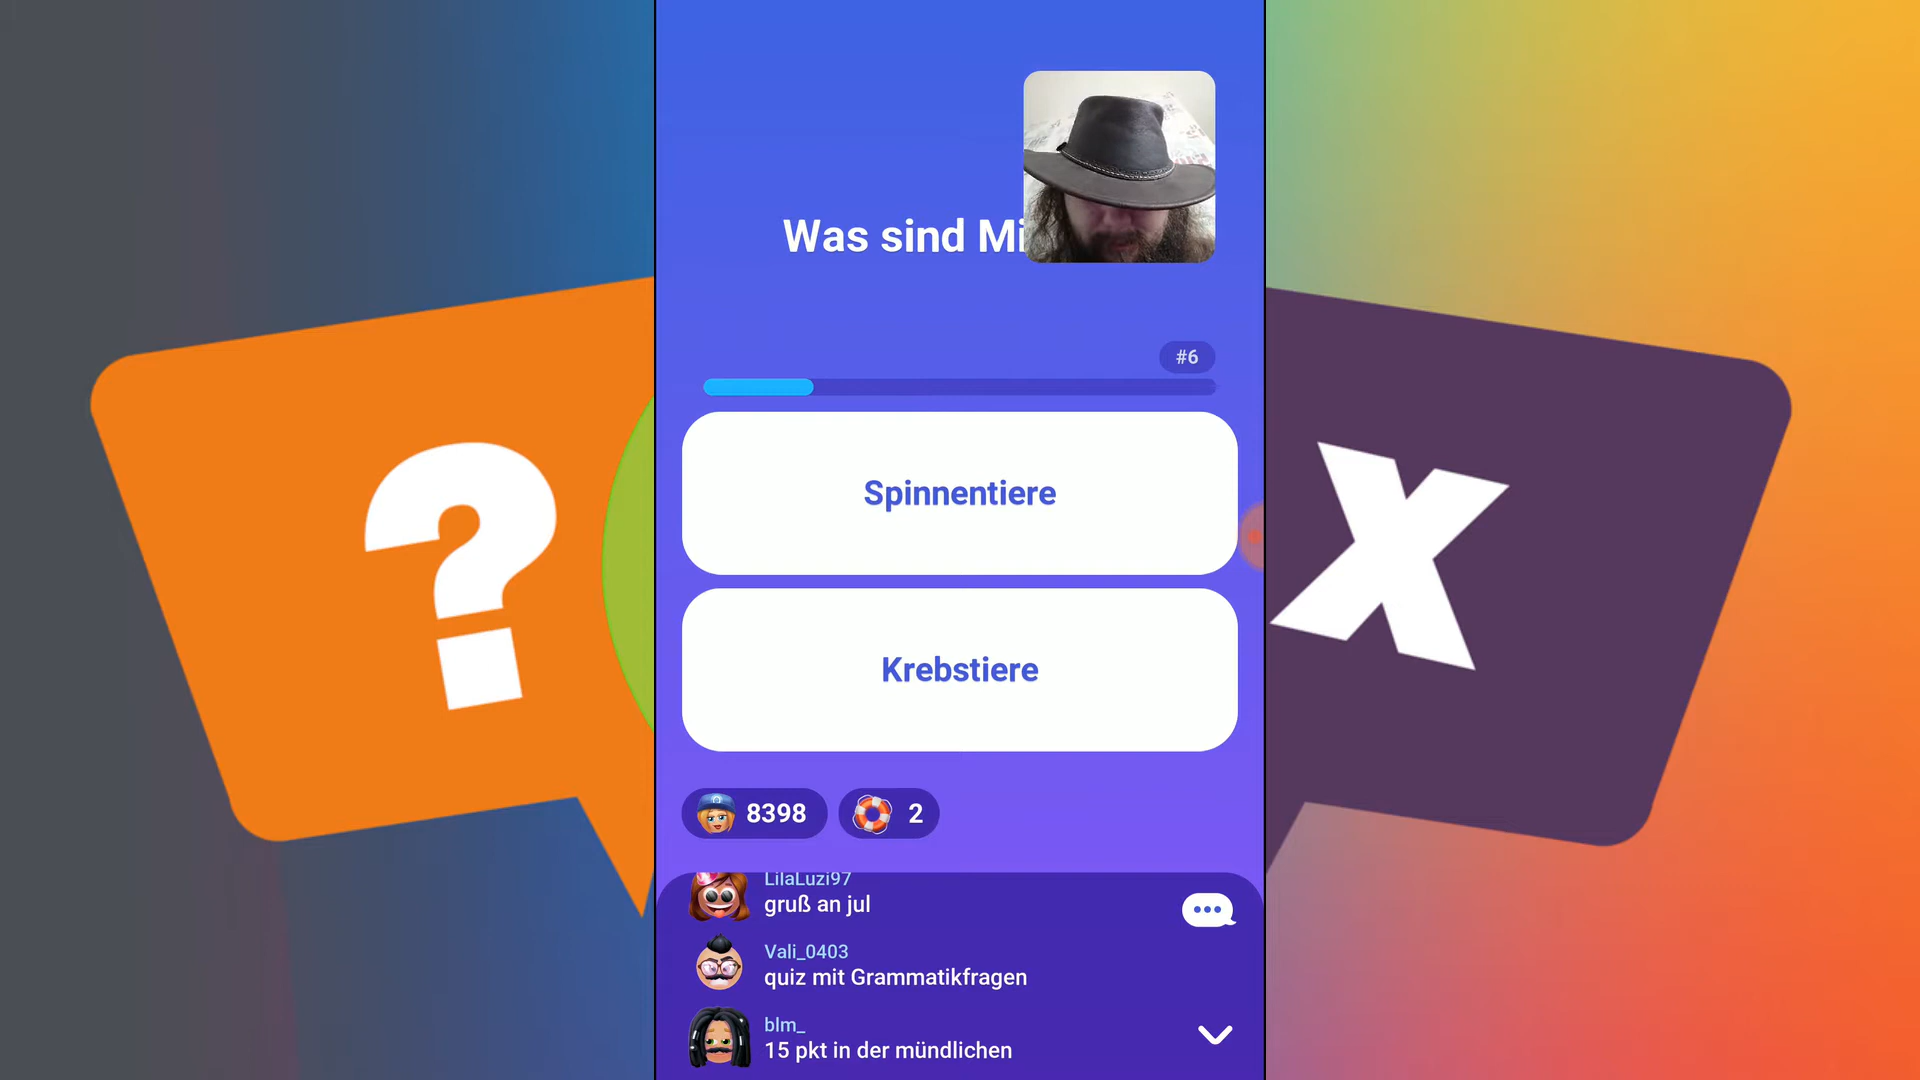 Was sind
#6
Spinnentiere
Krebstiere
8398
2
LilaLuzi97
gruß an jul
Vali_0403
quiz mit Grammatikfragen
blm_
15 pkt in der mündlichen
?
X